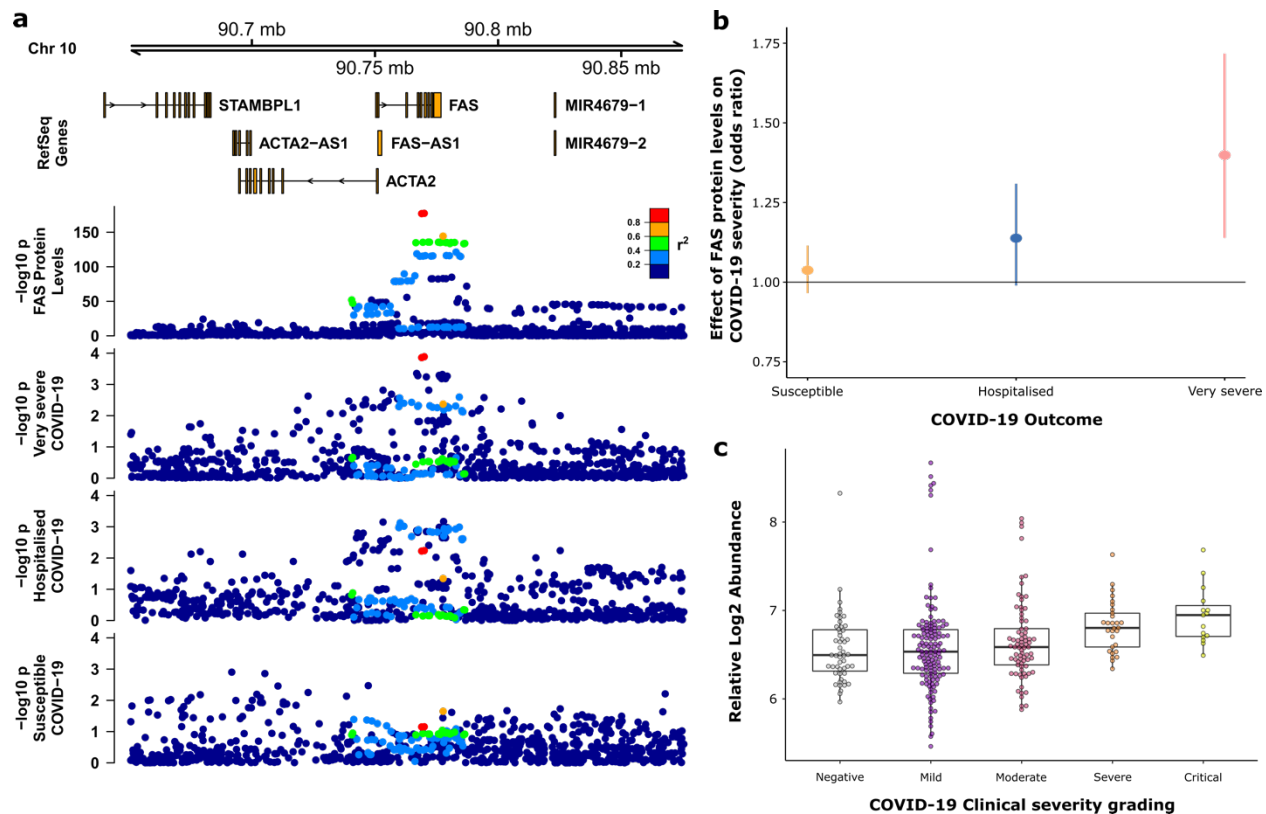 a
Chr 10
90.7 mb
90.8 mb
90.75 mb
90.85 mb
RefSeq
Genes
STAMBPL1
FAS
MIR4679−1
ACTA2−AS1
FAS−AS1
MIR4679−2
ACTA2
−log10 p
FAS Protein
Levels
150
100
50
0
0.8
0.6
0.4
0.2
r²
−log10 p
Very severe
COVID−19
4
3
2
1
0
−log10 p
Hospitalised
COVID−19
4
3
2
1
0
−log10 p
Susceptible
COVID−19
4
3
2
1
0
b
Effect of FAS protein levels on
COVID-19 severity (odds ratio)
1.75
1.50
1.25
1.00
0.75
Susceptible
Hospitalised
Very severe
COVID-19 Outcome
c
Relative Log2 Abundance
8
7
6
Negative
Mild
Moderate
Severe
Critical
COVID-19 Clinical severity grading